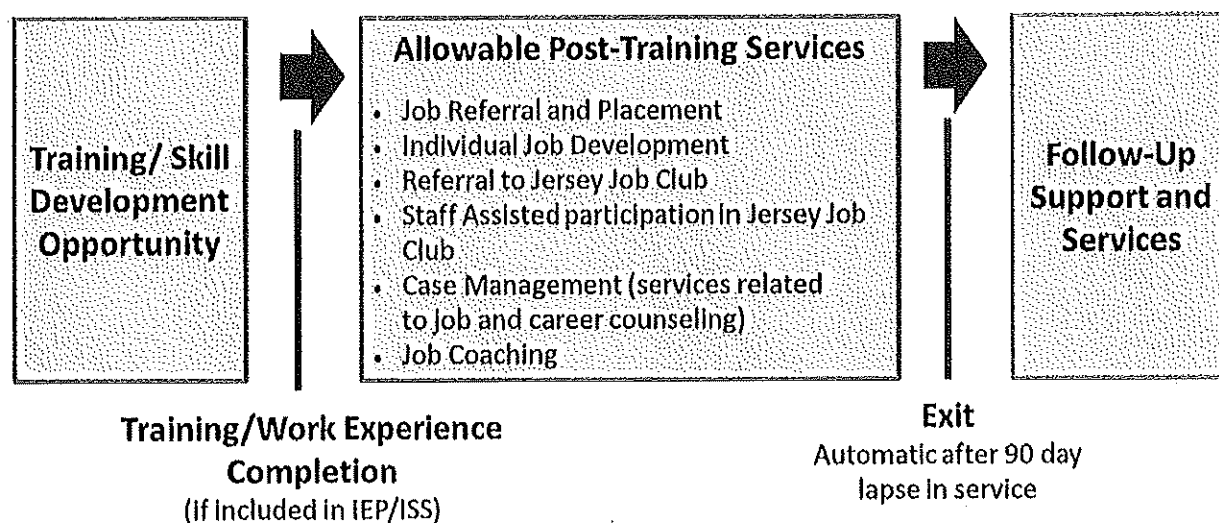 Training/ Skill
Development
Opportunity
Allowable Post-Training Services
• Job Referral and Placement
• Individual Job Development
• Referral to Jersey Job Club
• Staff Assisted participation in Jersey Job
Club
• Case Management (services related
to Job and career counseling)
• Job Coaching
Follow-Up
Support and
Services
Training/Work Experience
Completion
(if included in IEP/ISS)
Exit
Automatic after 90 day
lapse in service